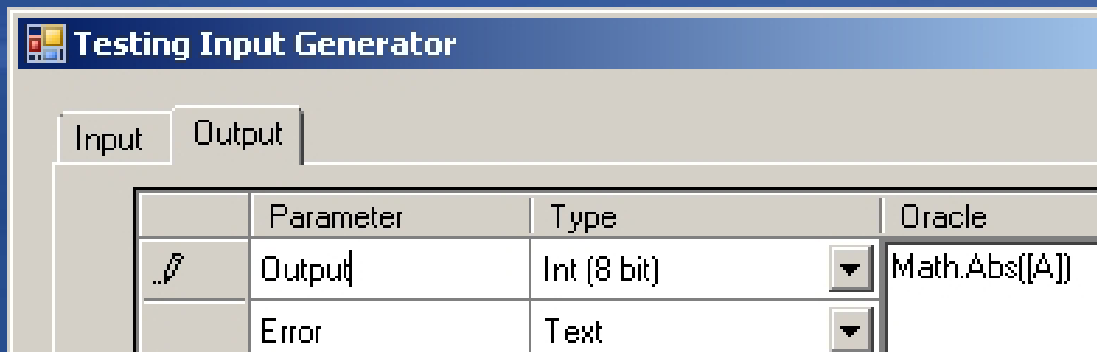 Testing Input Generator
Input Output
Parameter Type Oracle
Output Int (8 bit) Math.Abs([A])
Error Text